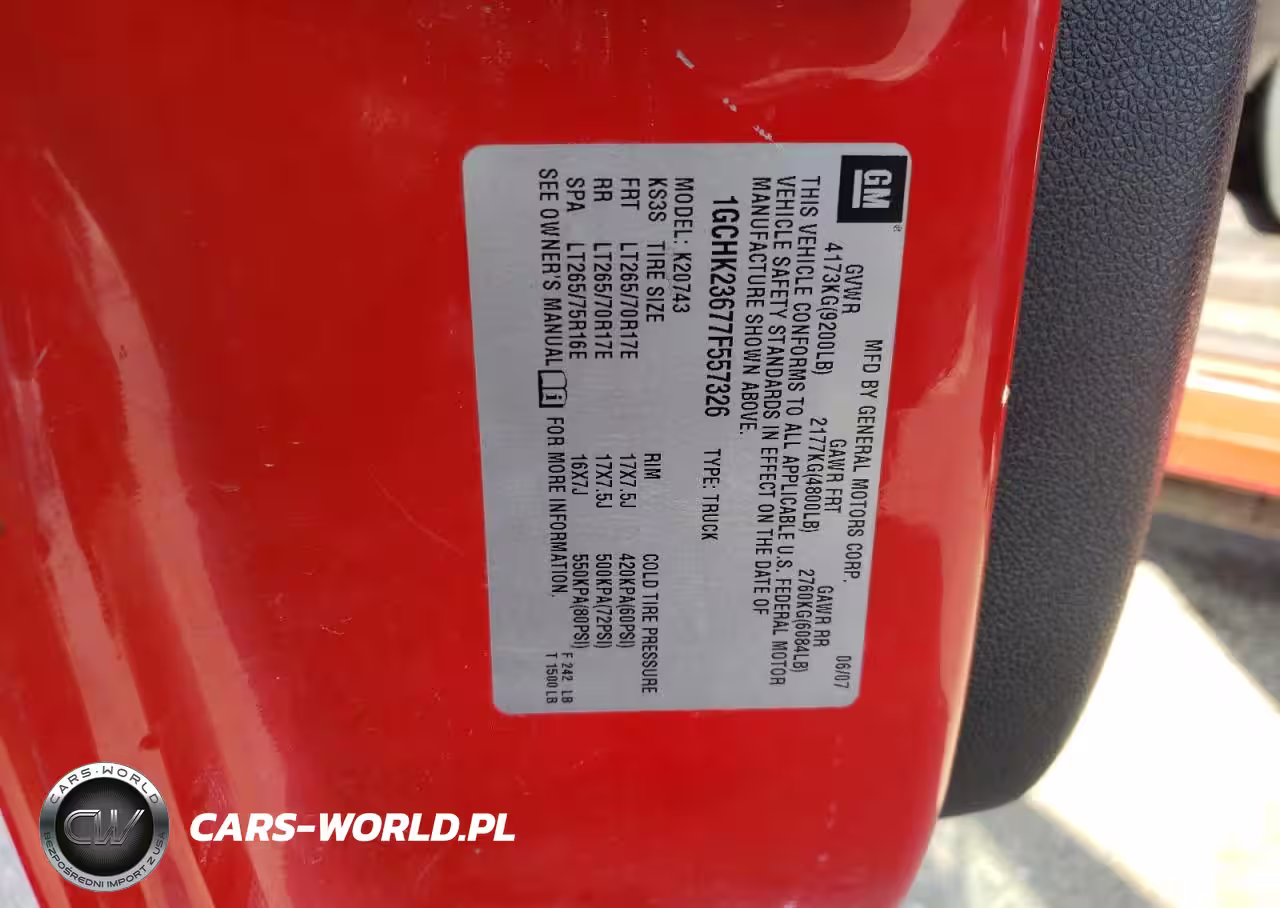 GM
®
MFD BY GENERAL MOTORS CORP. 06/07
GVWR GAWR FRT GAWR RR
4173KG(9200LB) 2177KG(4800LB) 2760KG(6084LB)
THIS VEHICLE CONFORMS TO ALL APPLICABLE U.S. FEDERAL MOTOR
VEHICLE SAFETY STANDARDS IN EFFECT ON THE DATE OF
MANUFACTURE SHOWN ABOVE.
1GCHK23677F557326 TYPE: TRUCK
MODEL: K20743
KS3S TIRE SIZE RIM COLD TIRE PRESSURE
FRT LT265/70R17E 17X7.5J 420KPA(60PSI)
RR LT265/70R17E 17X7.5J 500KPA(72PSI)
SPA LT265/75R16E 16X7J 550KPA(80PSI)
SEE OWNER'S MANUAL i FOR MORE INFORMATION.
F 242 LB
T 1500 LB
CARS-WORLD
CW
BEZPOŚREDNI IMPORT Z USA
CARS-WORLD.PL